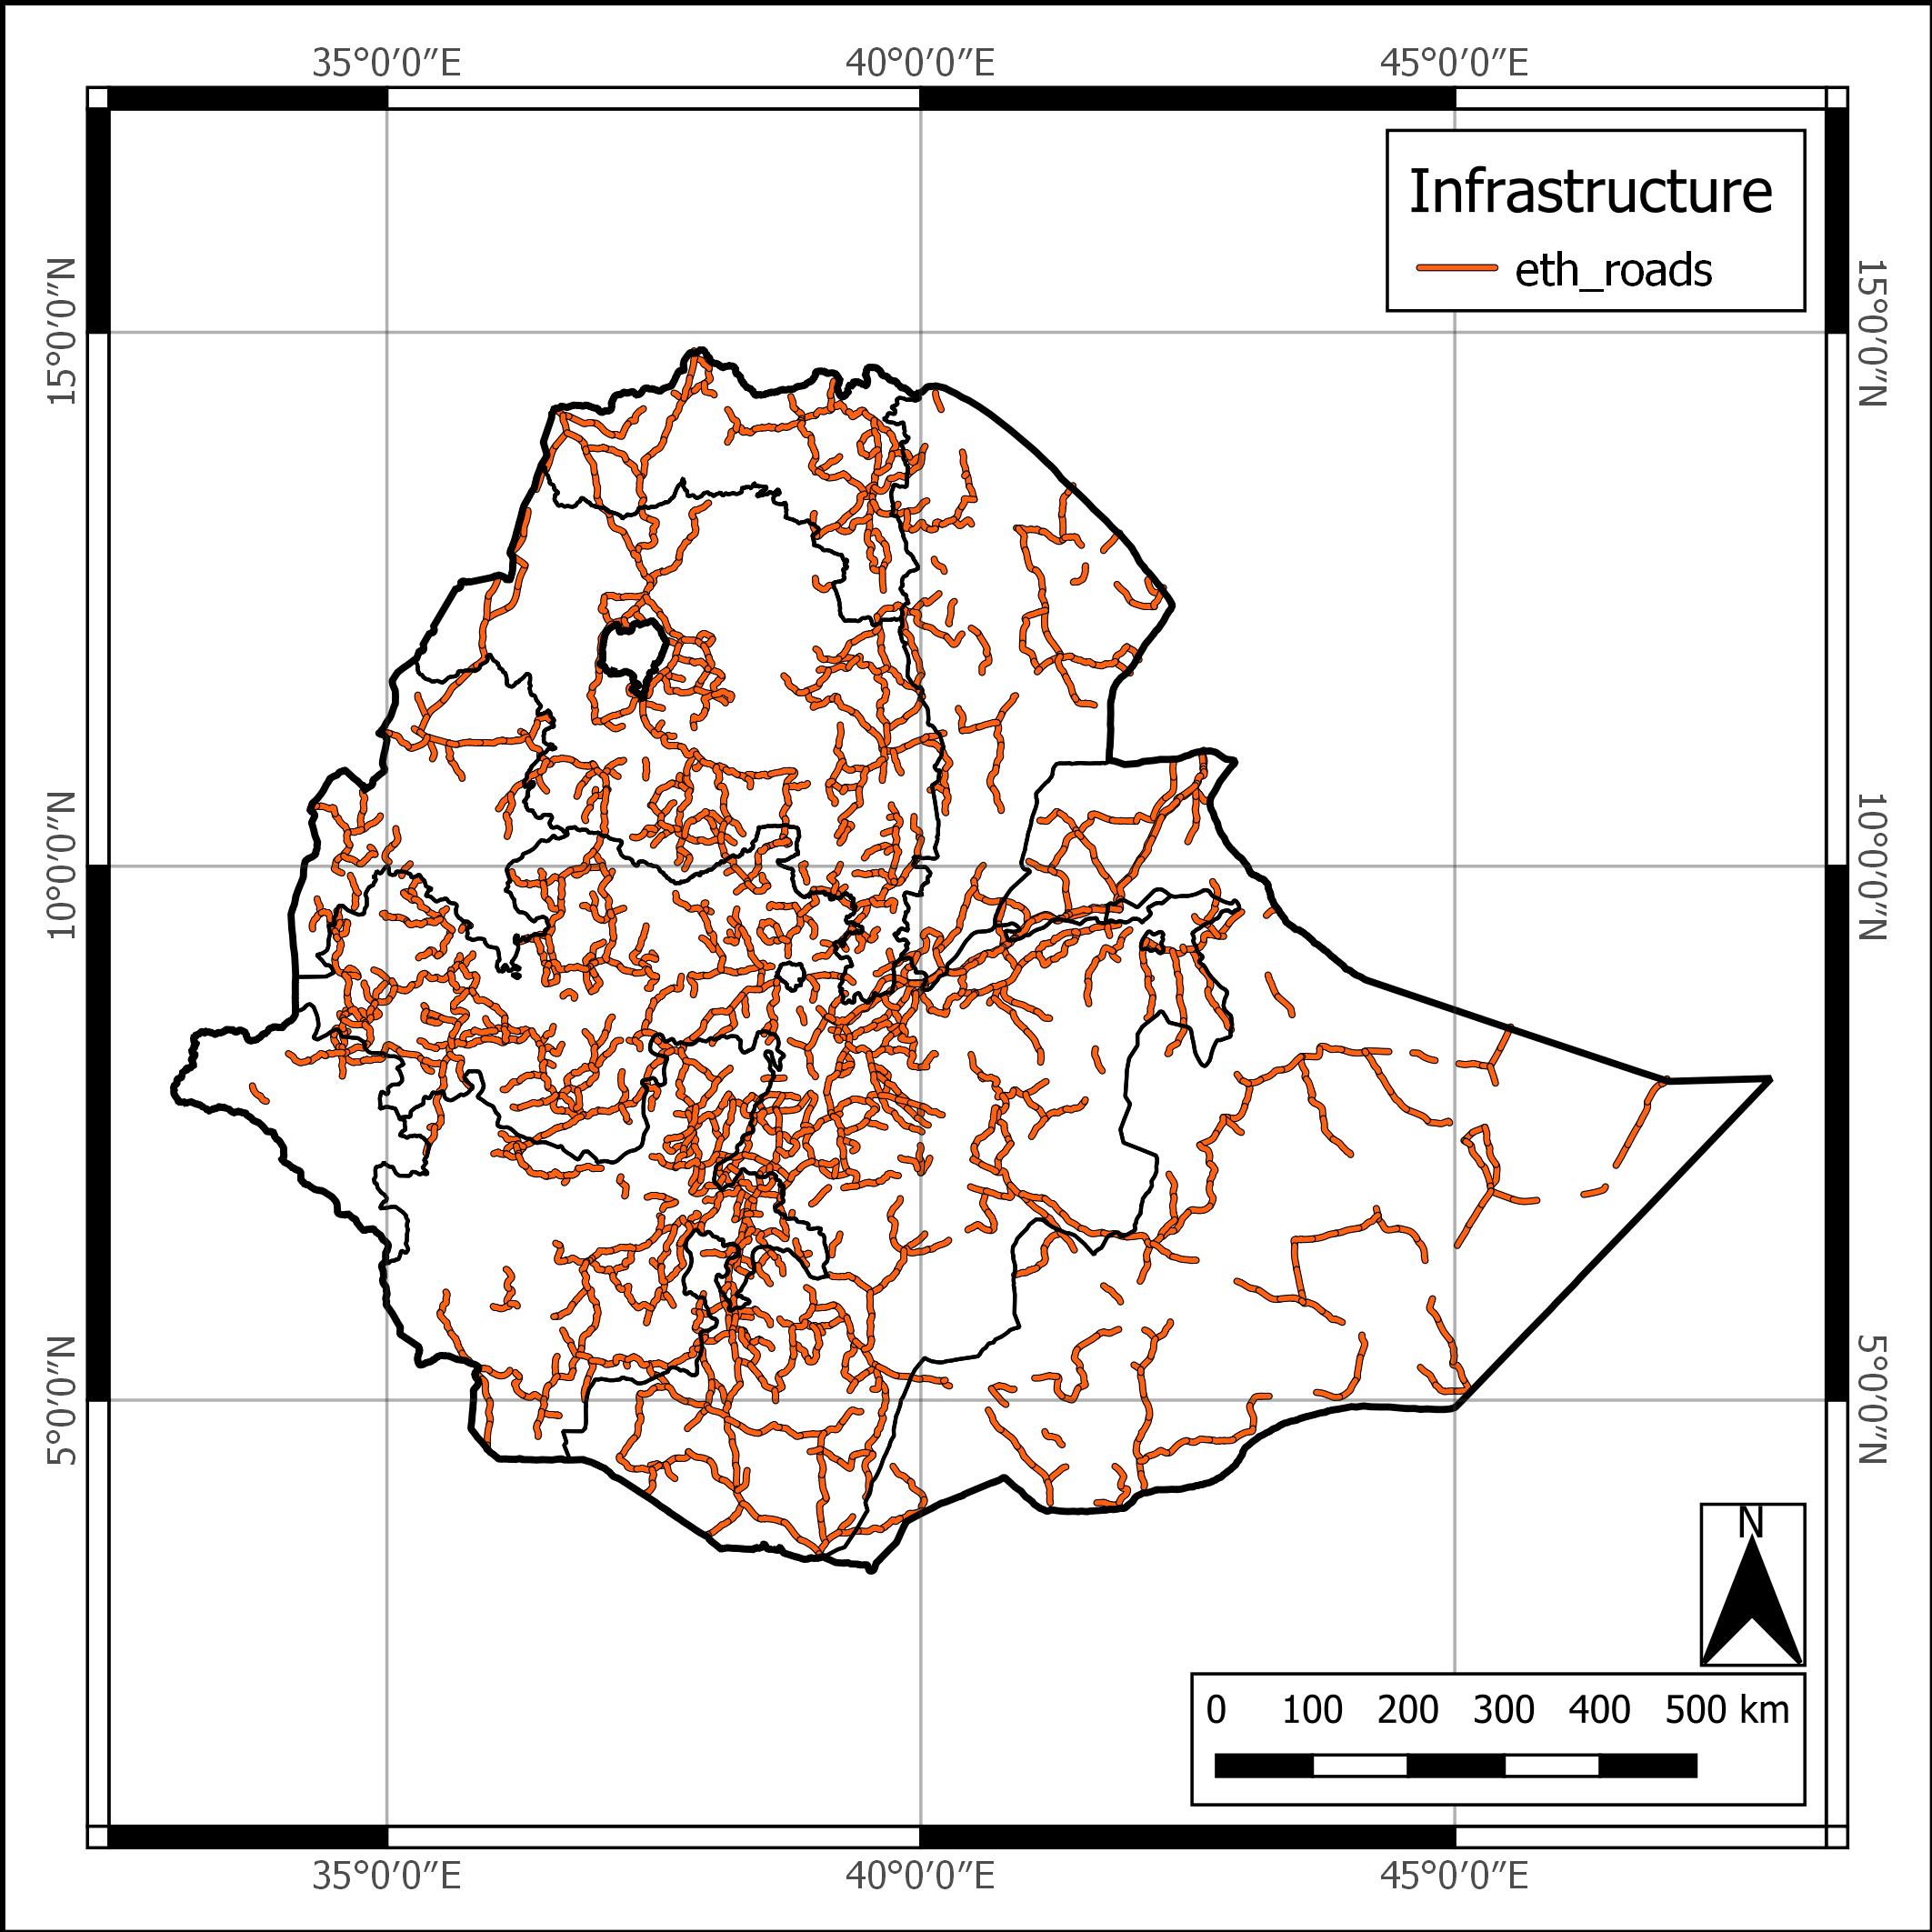 35°0′0″E 40°0′0″E 45°0′0″E
Infrastructure
eth_roads
15°0′0″N 15°0′0″N
10°0′0″N 10°0′0″N
5°0′0″N 5°0′0″N
N
0 100 200 300 400 500 km
35°0′0″E 40°0′0″E 45°0′0″E